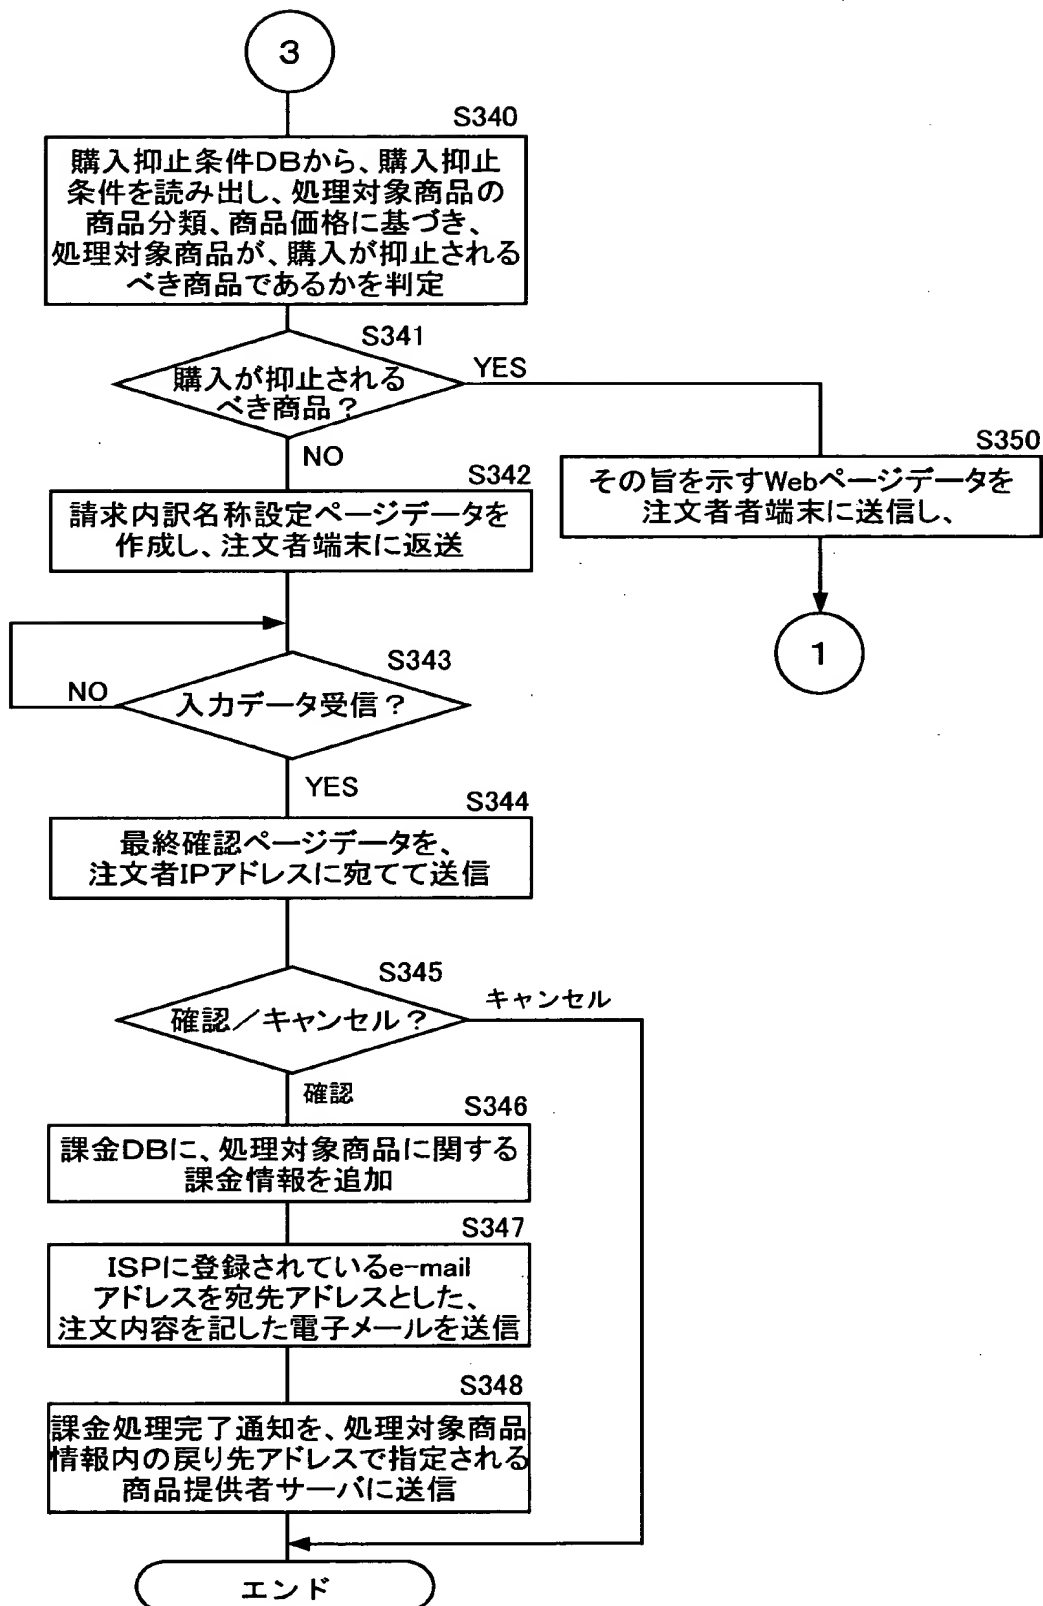 3
S340
購入抑止条件DBから、購入抑止
条件を読み出し、処理対象商品の
商品分類、商品価格に基づき、
処理対象商品が、購入が抑止される
べき商品であるかを判定
S341
購入が抑止される
べき商品？
YES
NO
S350
その旨を示すWebページデータを
注文者者端末に送信し、
1
S342
請求内訳名称設定ページデータを
作成し、注文者端末に返送
S343
入力データ受信？
NO
YES
S344
最終確認ページデータを、
注文者IPアドレスに宛てて送信
S345
確認／キャンセル？
キャンセル
確認
S346
課金DBに、処理対象商品に関する
課金情報を追加
S347
ISPに登録されているe-mail
アドレスを宛先アドレスとした、
注文内容を記した電子メールを送信
S348
課金処理完了通知を、処理対象商品
情報内の戻り先アドレスで指定される
商品提供者サーバに送信
エンド